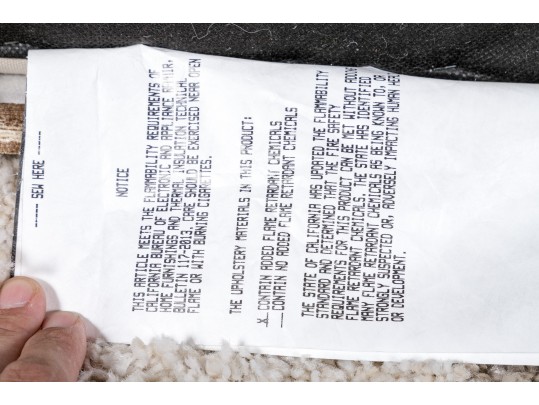 ___ SEW HERE ___
NOTICE
THIS ARTICLE MEETS THE FLAMMABILITY REQUIREMENTS OF
CALIFORNIA BUREAU OF ELECTRONIC AND APPLIANCE REPAIR,
HOME FURNISHINGS AND THERMAL INSULATION TECHNICAL
BULLETIN 117-2013. CARE SHOULD BE EXERCISED NEAR OPEN
FLAME OR WITH BURNING CIGARETTES.
THE UPHOLSTERY MATERIALS IN THIS PRODUCT:
_X_ CONTAIN ADDED FLAME RETARDANT CHEMICALS
___ CONTAIN NO ADDED FLAME RETARDANT CHEMICALS
THE STATE OF CALIFORNIA HAS UPDATED THE FLAMMABILITY
STANDARD AND DETERMINED THAT THE FIRE SAFETY
REQUIREMENTS FOR THIS PRODUCT CAN BE MET WITHOUT ADDING
FLAME RETARDANT CHEMICALS. THE STATE HAS IDENTIFIED
MANY FLAME RETARDANT CHEMICALS AS BEING KNOWN TO, OR
STRONGLY SUSPECTED OF, ADVERSELY IMPACTING HUMAN
OR DEVELOPMENT.